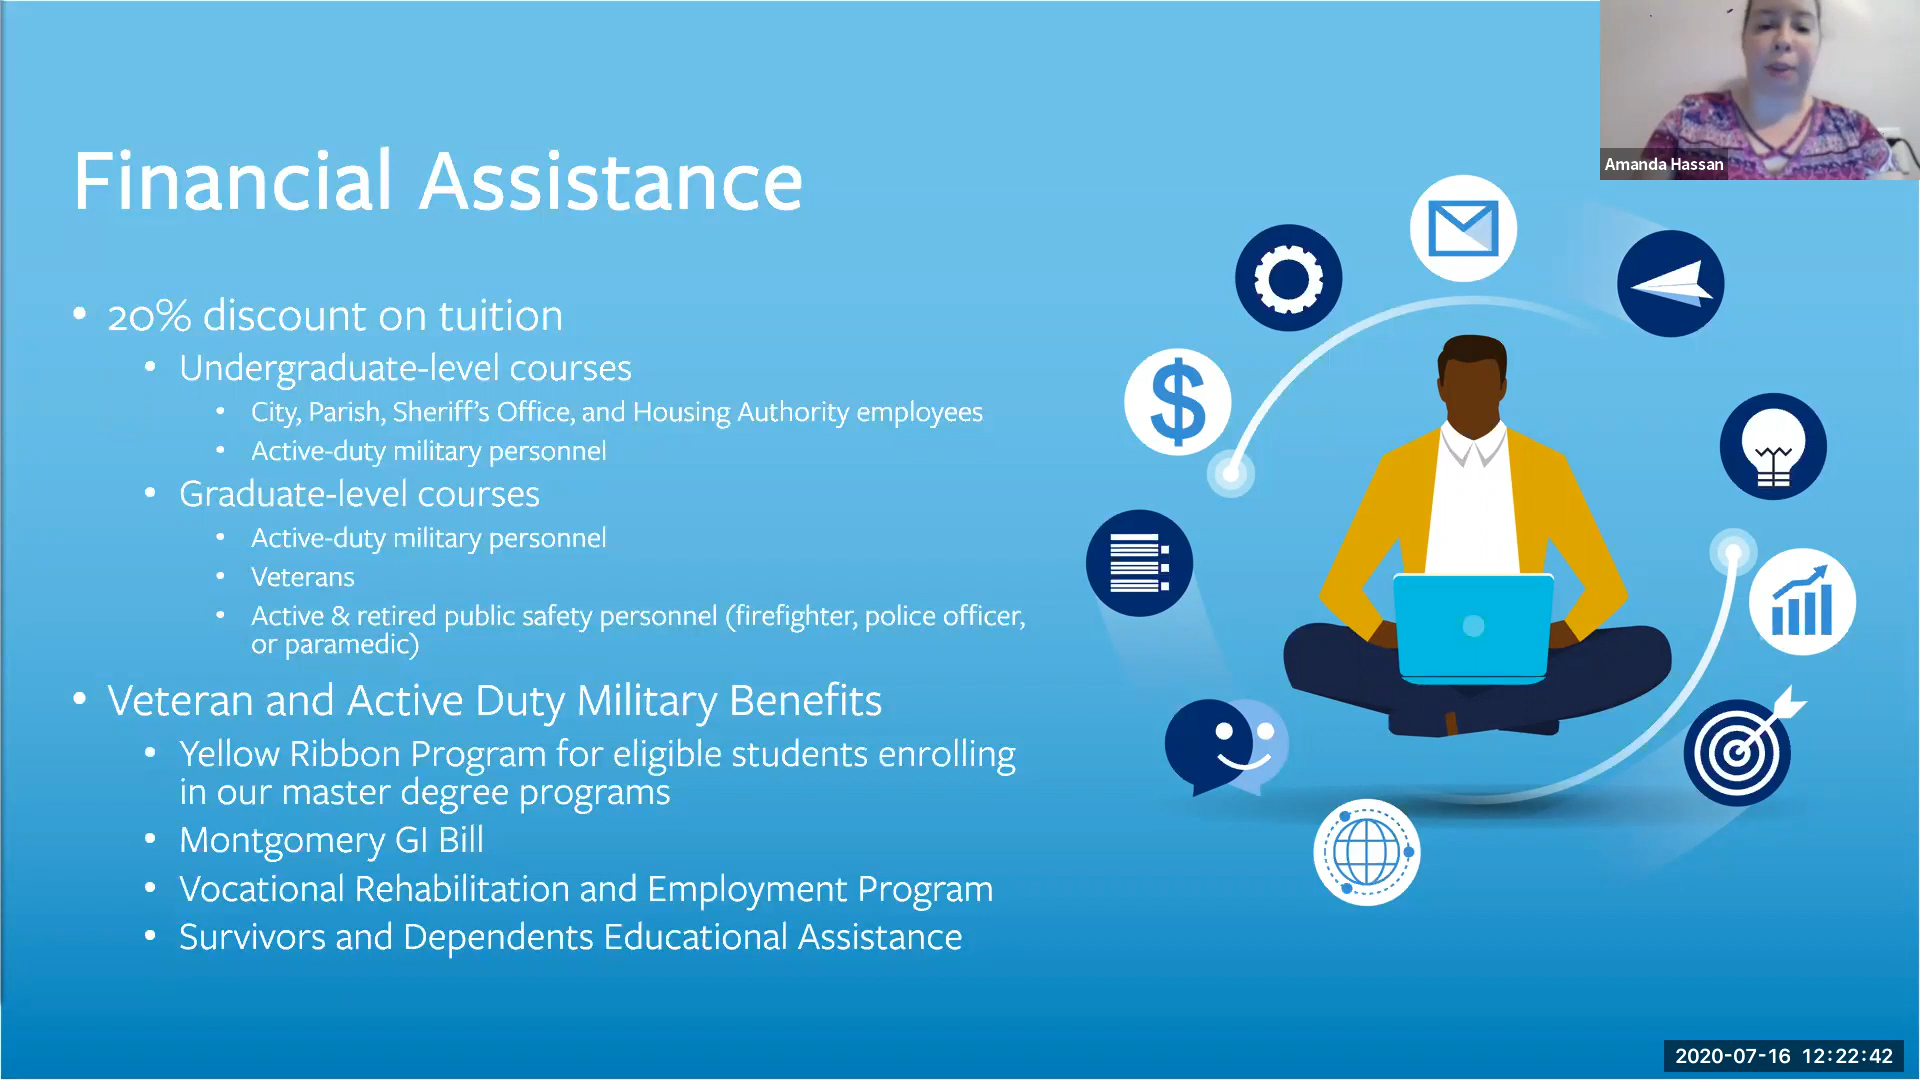 Amanda Hassan
Financial Assistance
• 20% discount on tuition
• Undergraduate-level courses
• City, Parish, Sheriff's Office, and Housing Authority employees
• Active-duty military personnel
• Graduate-level courses
• Active-duty military personnel
• Veterans
• Active & retired public safety personnel (firefighter, police officer,
or paramedic)
• Veteran and Active Duty Military Benefits
• Yellow Ribbon Program for eligible students enrolling
in our master degree programs
• Montgomery GI Bill
• Vocational Rehabilitation and Employment Program
• Survivors and Dependents Educational Assistance
$
2020-07-16 12:22:42